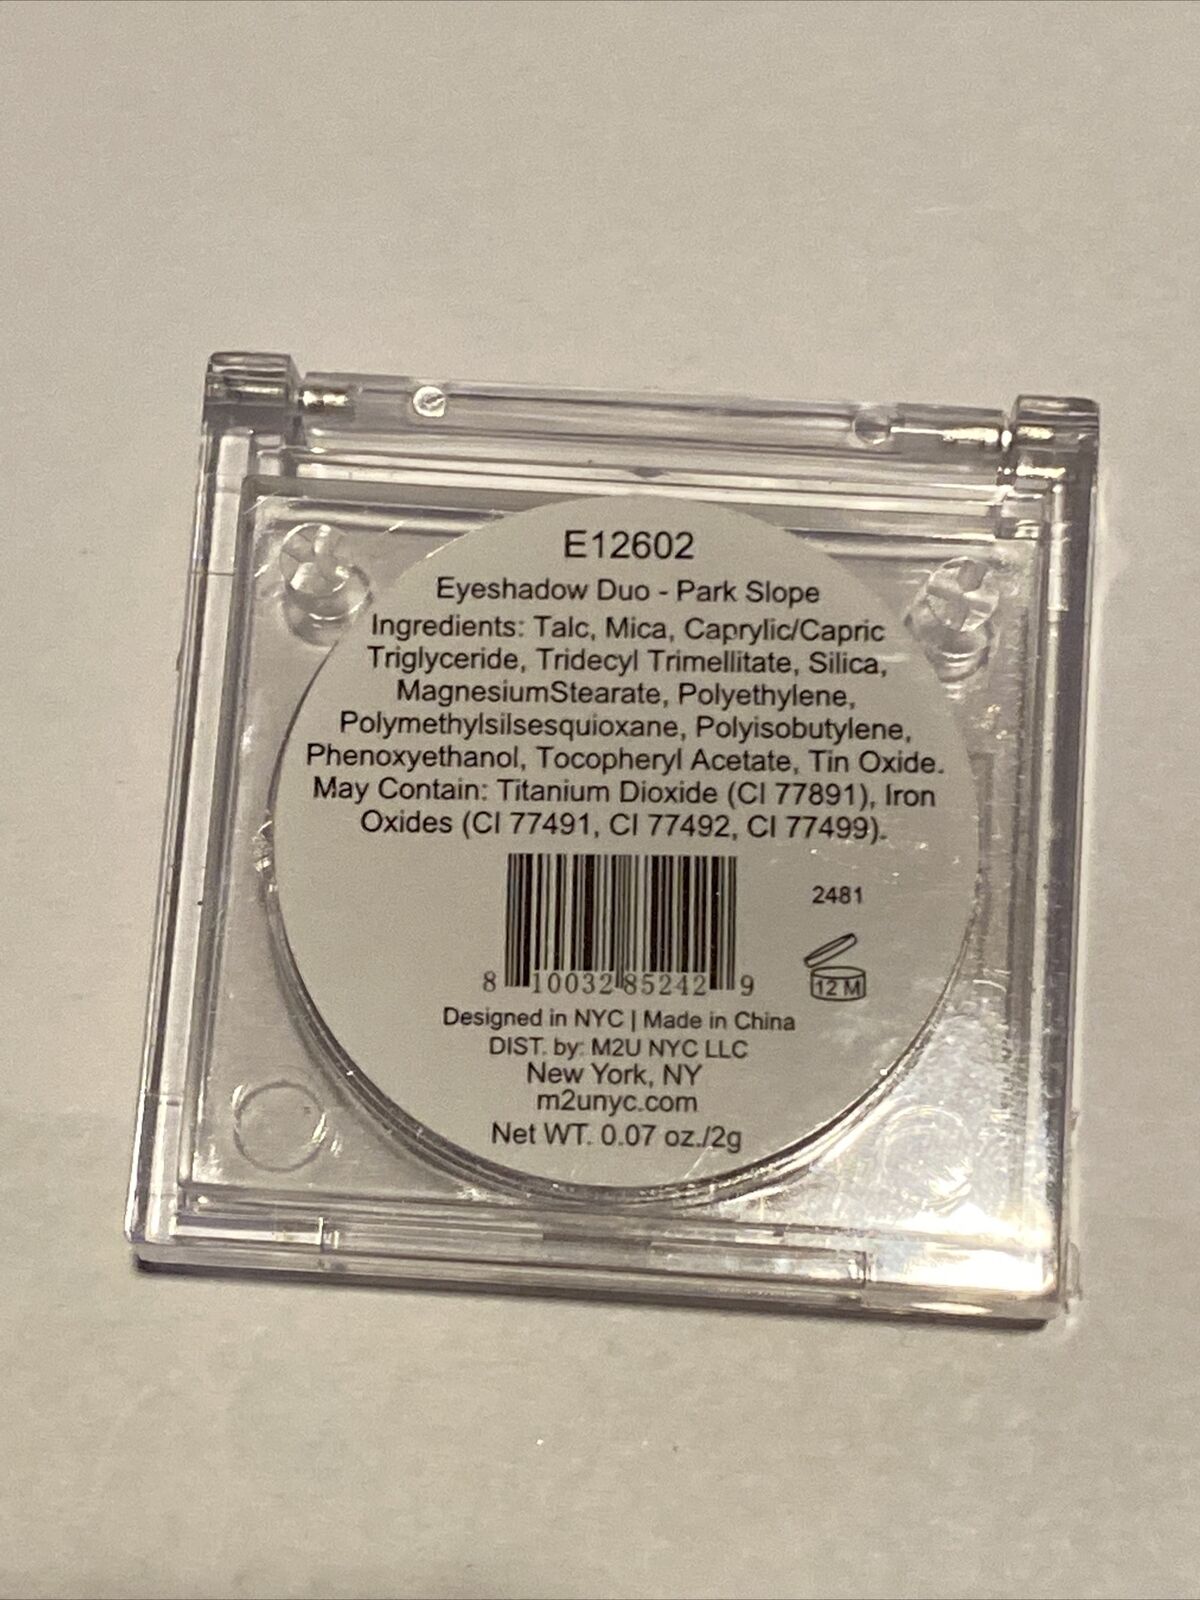 E12602
Eyeshadow Duo - Park Slope
Ingredients: Talc, Mica, Caprylic/Capric
Triglyceride, Tridecyl Trimellitate, Silica,
MagnesiumStearate, Polyethylene,
Polymethylsilsesquioxane, Polyisobutylene,
Phenoxyethanol, Tocopheryl Acetate, Tin Oxide.
May Contain: Titanium Dioxide (CI 77891), Iron
Oxides (CI 77491, CI 77492, CI 77499).
2481
12 M
8 10032 85242 9
Designed in NYC | Made in China
DIST. by: M2U NYC LLC
New York, NY
m2unyc.com
Net WT. 0.07 oz./2g